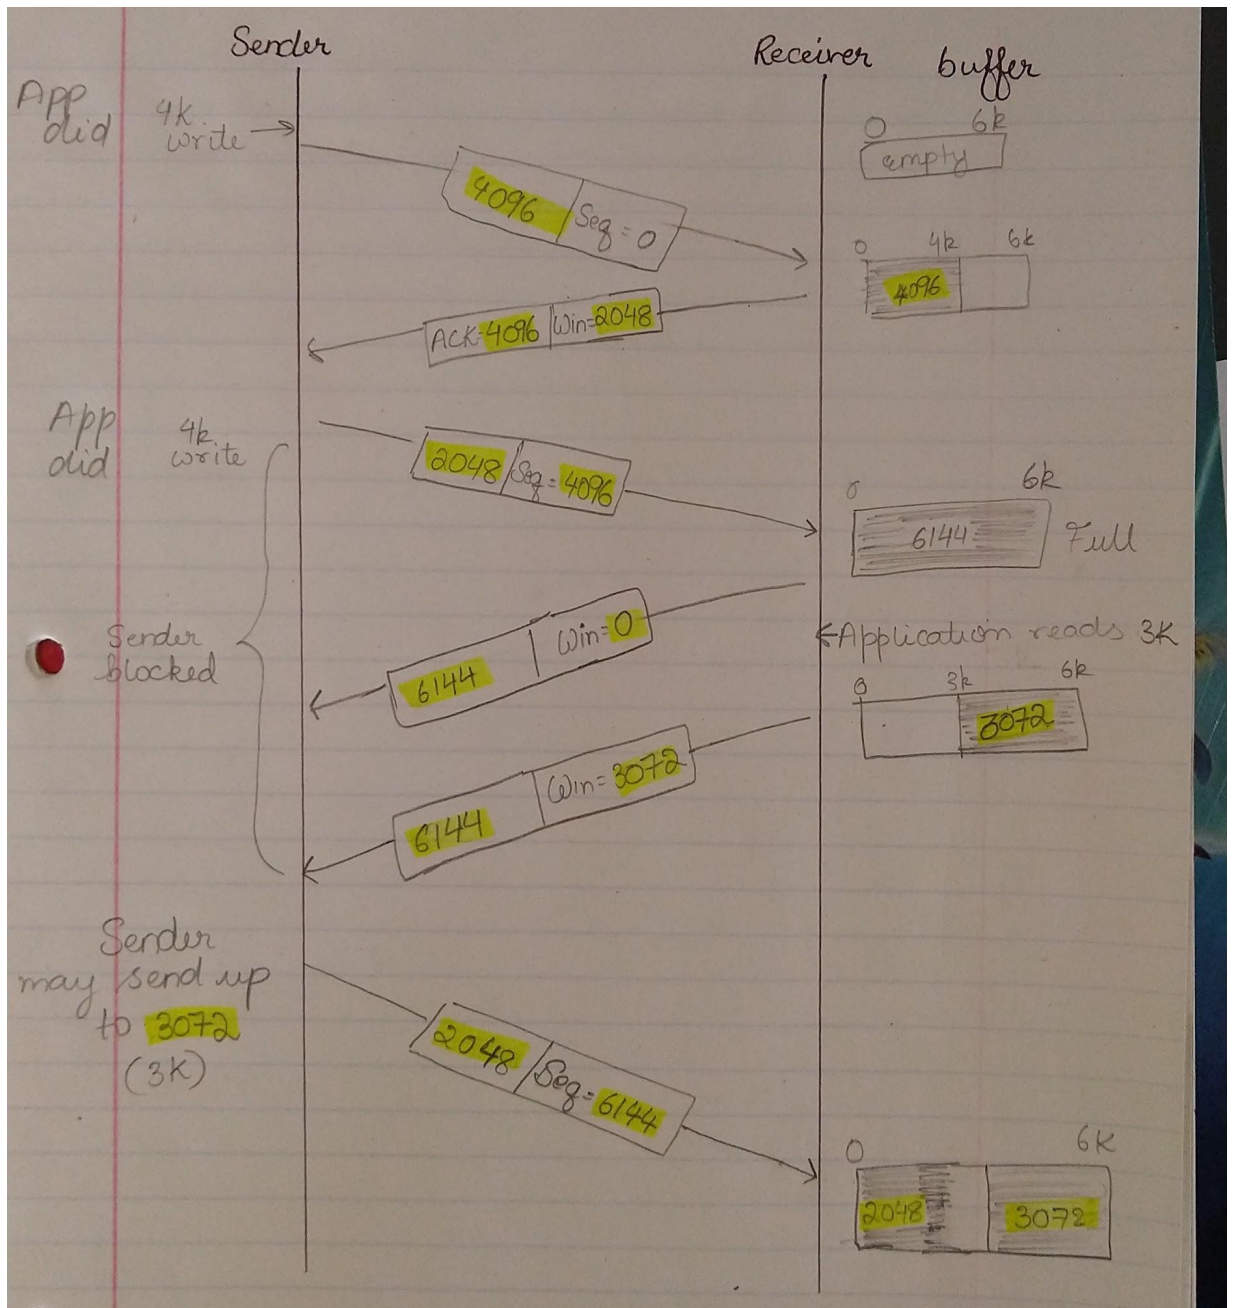 Sender
Receiver buffer
App
did
4k
write
0 6k
empty
4096 Seq = 0
0 4k 6k
4096
ACK=4096 Win=2048
App
did
4k
write
2048 Seq = 4096
0 6k
6144 Full
Sender
blocked
6144 Win=0
Application reads 3K
0 3k 6k
3072
6144 Win=3072
Sender
may send up
to 3072
(3K)
2048 Seq=6144
0 6K
2048 3072